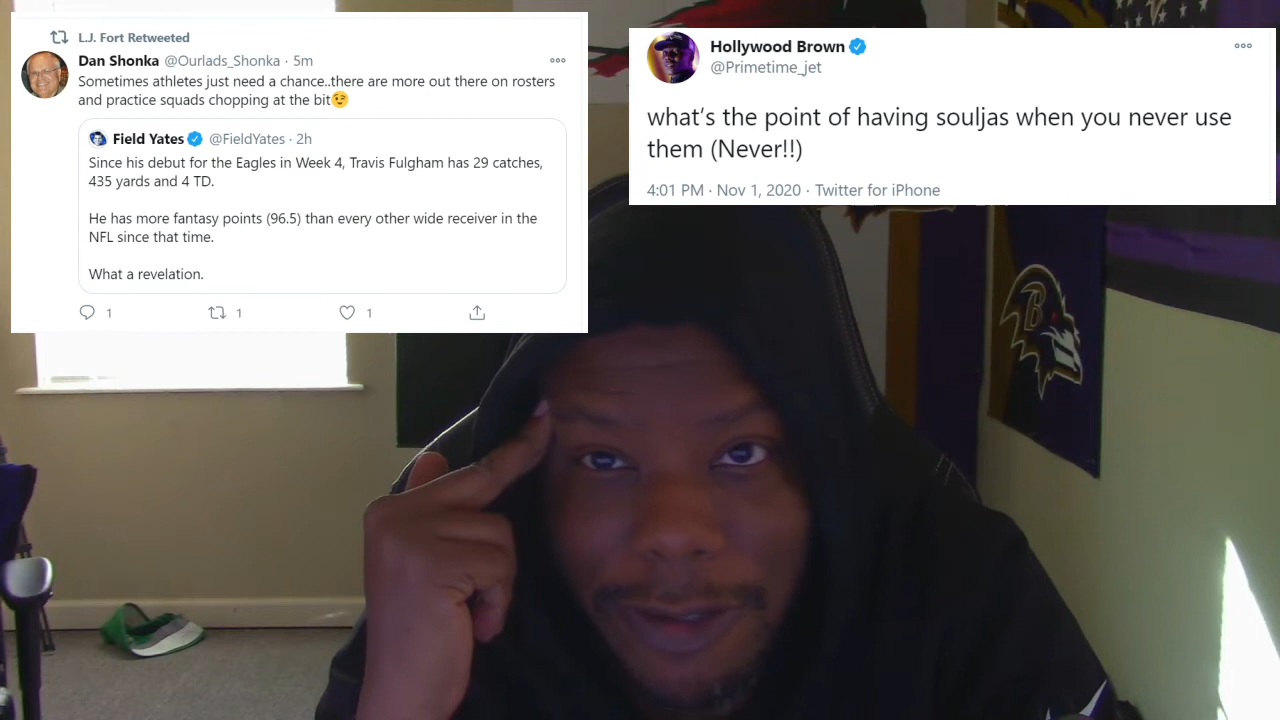 L.J. Fort Retweeted
Dan Shonka @Ourlads_Shonka · 5m
Sometimes athletes just need a chance..there are more out there on rosters
and practice squads chopping at the bit😉
Field Yates @FieldYates · 2h
Since his debut for the Eagles in Week 4, Travis Fulgham has 29 catches,
435 yards and 4 TD.
He has more fantasy points (96.5) than every other wide receiver in the
NFL since that time.
What a revelation.
1 1 1
Hollywood Brown
@Primetime_jet
what's the point of having souljas when you never use
them (Never!!)
4:01 PM · Nov 1, 2020 · Twitter for iPhone
B